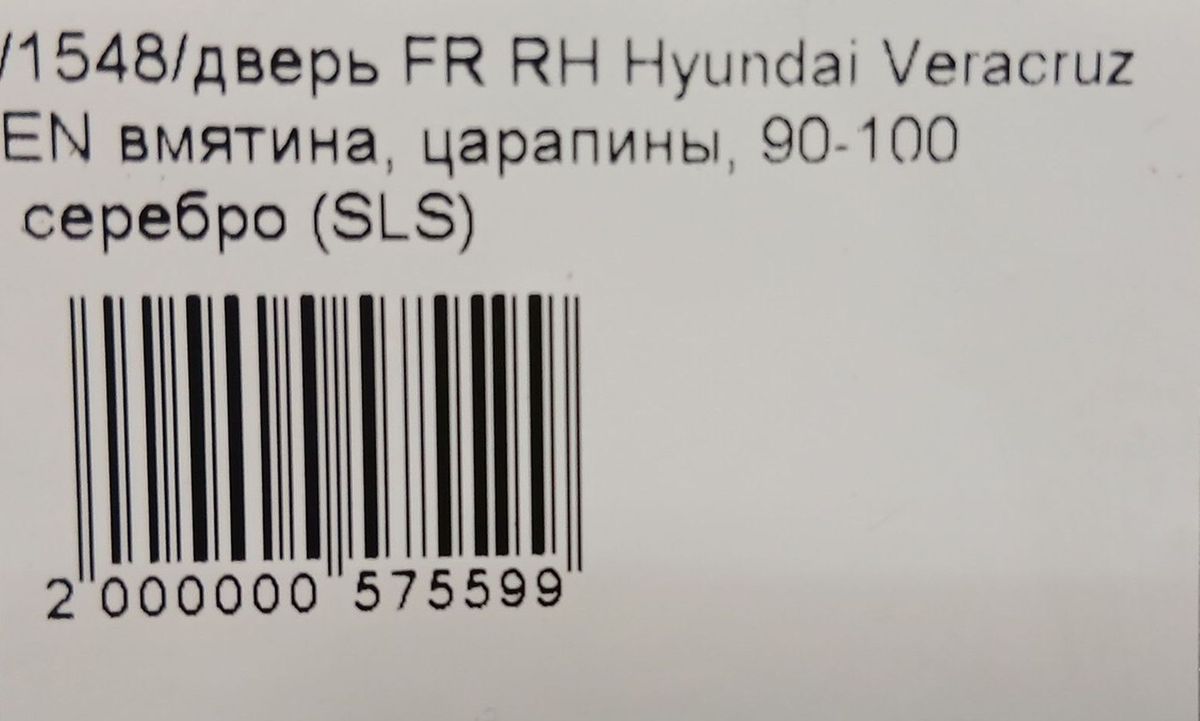 /1548/дверь FR RH Hyundai Veracruz
EN вмятина, царапины, 90-100
серебро (SLS)
2 000000 575599